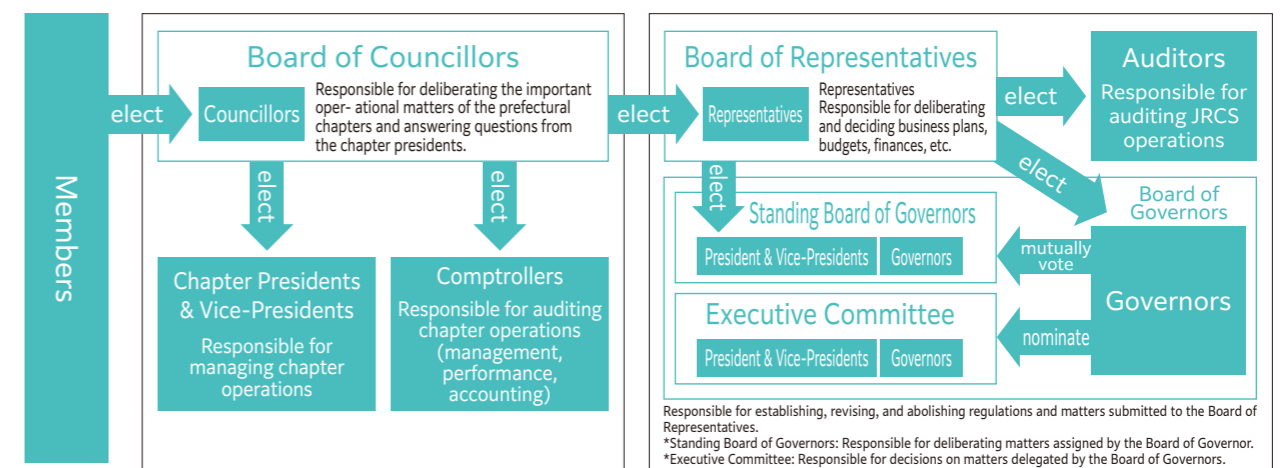 Members
elect
Board of Councillors
Councillors
Responsible for deliberating the important
oper- ational matters of the prefectural
chapters and answering questions from
the chapter presidents.
elect
elect
Chapter Presidents
& Vice-Presidents
Responsible for
managing chapter
operations
Comptrollers
Responsible for auditing
chapter operations
(management,
performance,
accounting)
elect
Board of Representatives
Representatives
Representatives
Responsible for deliberating
and deciding business plans,
budgets, finances, etc.
elect
Auditors
Responsible for
auditing JRCS
operations
elect
elect
Board of
Governors
Standing Board of Governors
President & Vice-Presidents
Governors
mutually
vote
Governors
Executive Committee
President & Vice-Presidents
Governors
nominate
Responsible for establishing, revising, and abolishing regulations and matters submitted to the Board of
Representatives.
*Standing Board of Governors: Responsible for deliberating matters assigned by the Board of Governor.
*Executive Committee: Responsible for decisions on matters delegated by the Board of Governors.